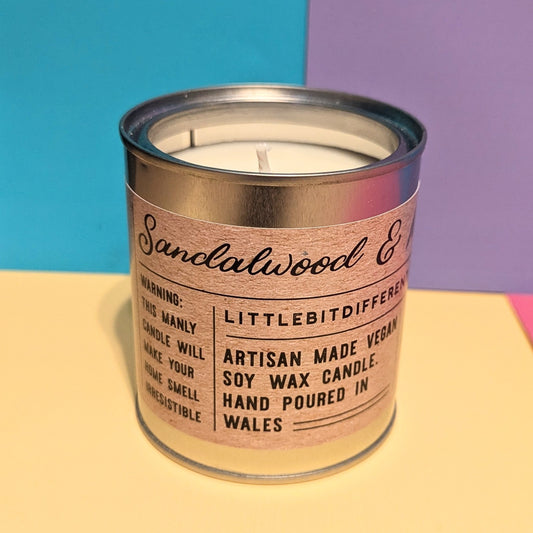 Sandalwood &
WARNING:
THIS MANLY
CANDLE WILL
MAKE YOUR
HOME SMELL
IRRESISTIBLE
LITTLEBITDIFFEREN
ARTISAN MADE VEGAN
SOY WAX CANDLE.
HAND POURED IN
WALES